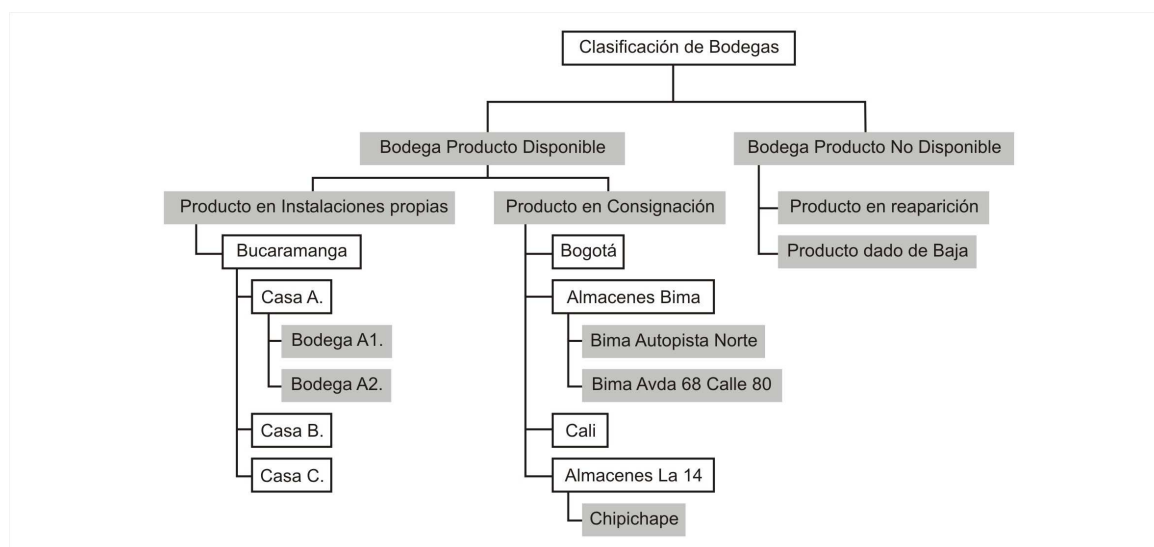 Clasificación de Bodegas
Bodega Producto Disponible
Bodega Producto No Disponible
Producto en Instalaciones propias
Producto en Consignación
Producto en reaparición
Bucaramanga
Bogotá
Producto dado de Baja
Casa A.
Almacenes Bima
Bodega A1.
Bima Autopista Norte
Bodega A2.
Bima Avda 68 Calle 80
Casa B.
Cali
Casa C.
Almacenes La 14
Chipichape